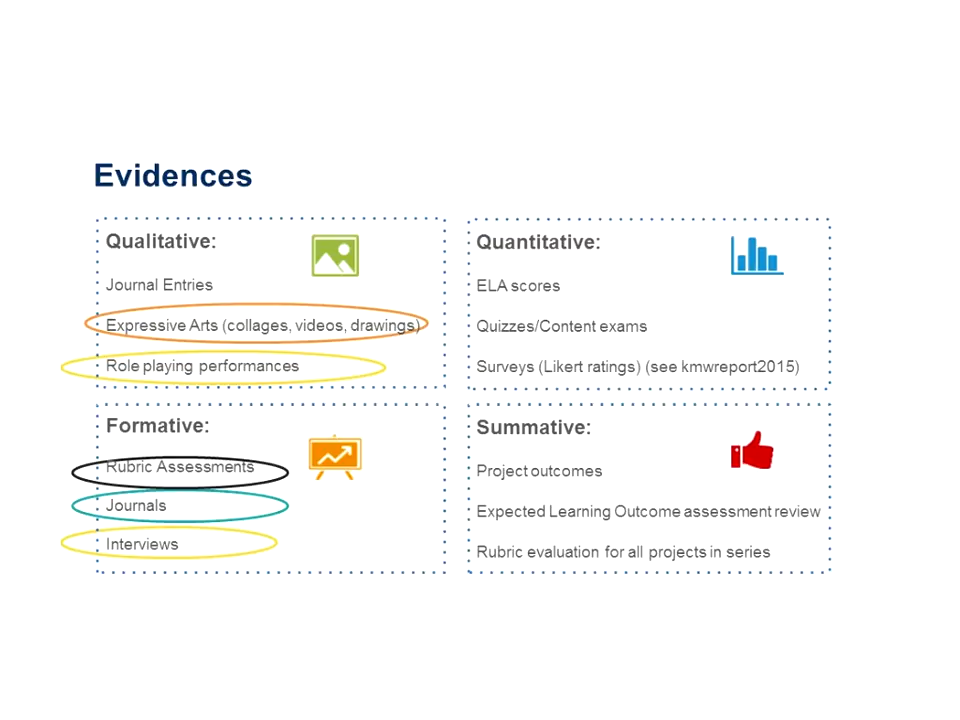 Evidences
Qualitative:
Journal Entries
Expressive Arts (collages, videos, drawings)
Role playing performances
Quantitative:
ELA scores
Quizzes/Content exams
Surveys (Likert ratings) (see kmwreport2015)
Formative:
Rubric Assessments
Journals
Interviews
Summative:
Project outcomes
Expected Learning Outcome assessment review
Rubric evaluation for all projects in series